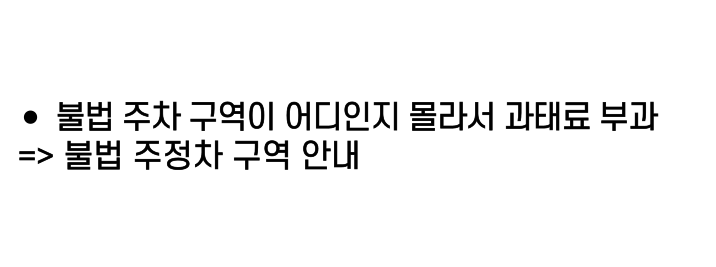 • 불법 주차 구역이 어디인지 몰라서 과태료 부과
=> 불법 주정차 구역 안내